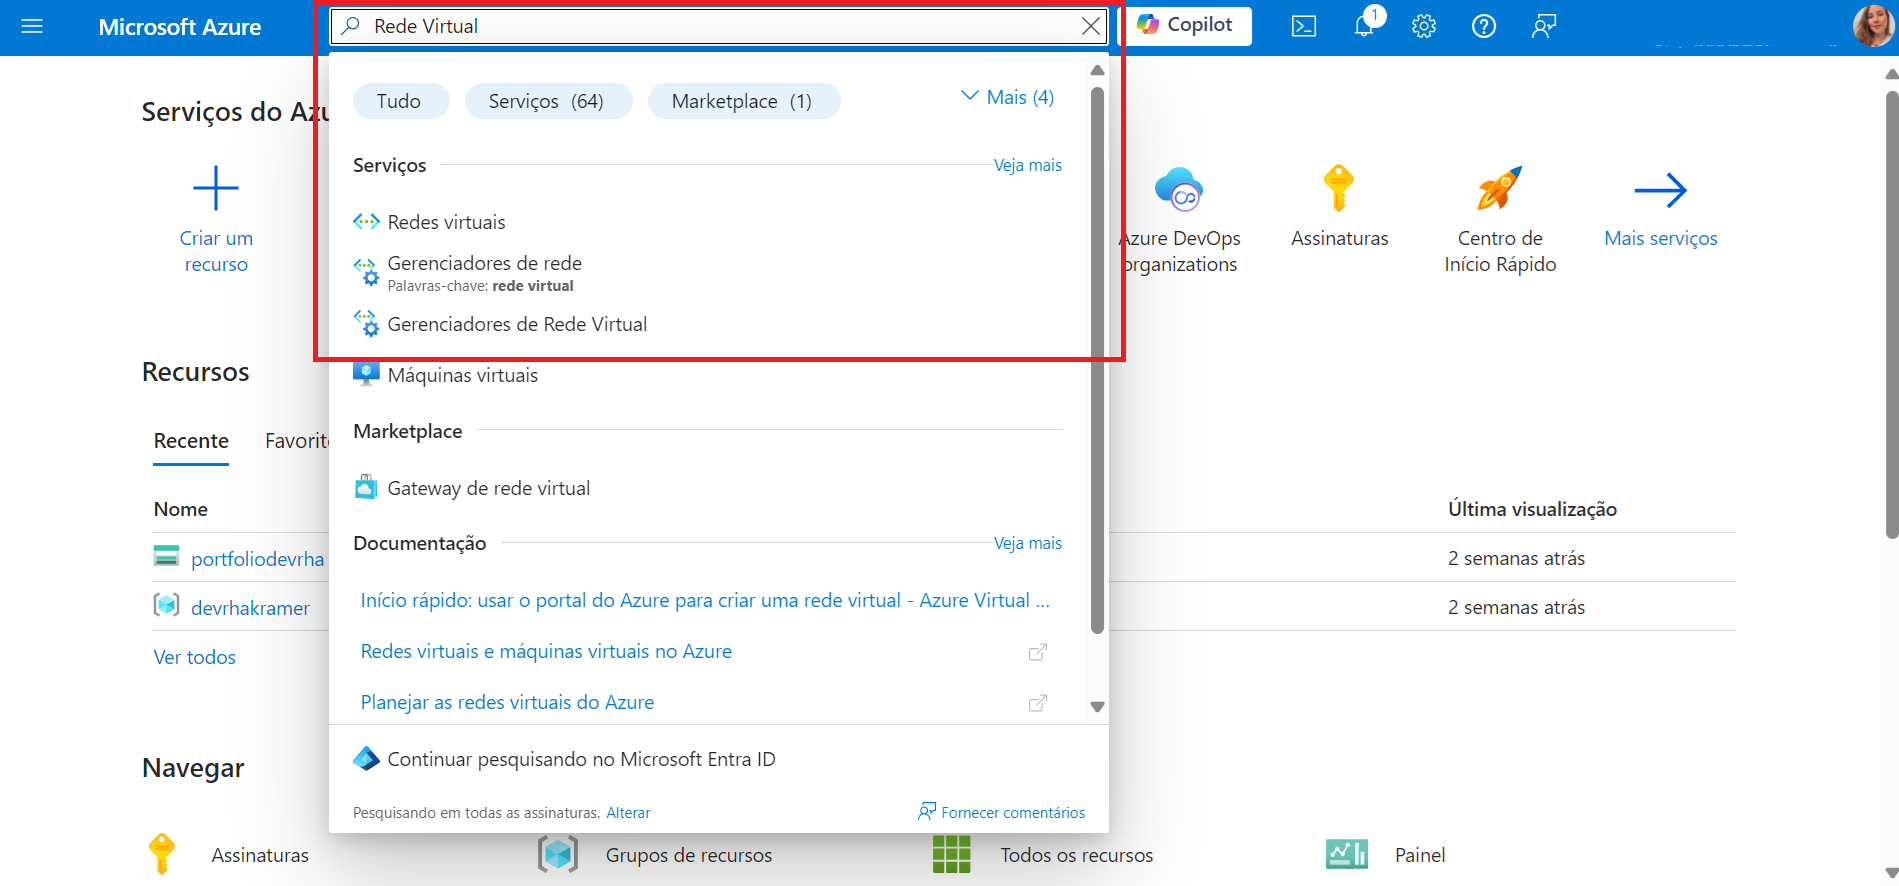 Microsoft Azure
Rede Virtual
Copilot
1
Tudo
Serviços (64)
Marketplace (1)
Mais (4)
Serviços do Azu
Serviços
Veja mais
Redes virtuais
Gerenciadores de rede
Palavras-chave: rede virtual
Gerenciadores de Rede Virtual
Máquinas virtuais
Marketplace
Gateway de rede virtual
Documentação
Veja mais
Início rápido: usar o portal do Azure para criar uma rede virtual - Azure Virtual ...
Redes virtuais e máquinas virtuais no Azure
Planejar as redes virtuais do Azure
Continuar pesquisando no Microsoft Entra ID
Pesquisando em todas as assinaturas. Alterar
Fornecer comentários
Criar um
recurso
Azure DevOps
organizations
Assinaturas
Centro de
Início Rápido
Mais serviços
Recursos
Recente
Favorit
Nome
Última visualização
portfoliodevrha
2 semanas atrás
devrhakramer
2 semanas atrás
Ver todos
Navegar
Assinaturas
Grupos de recursos
Todos os recursos
Painel